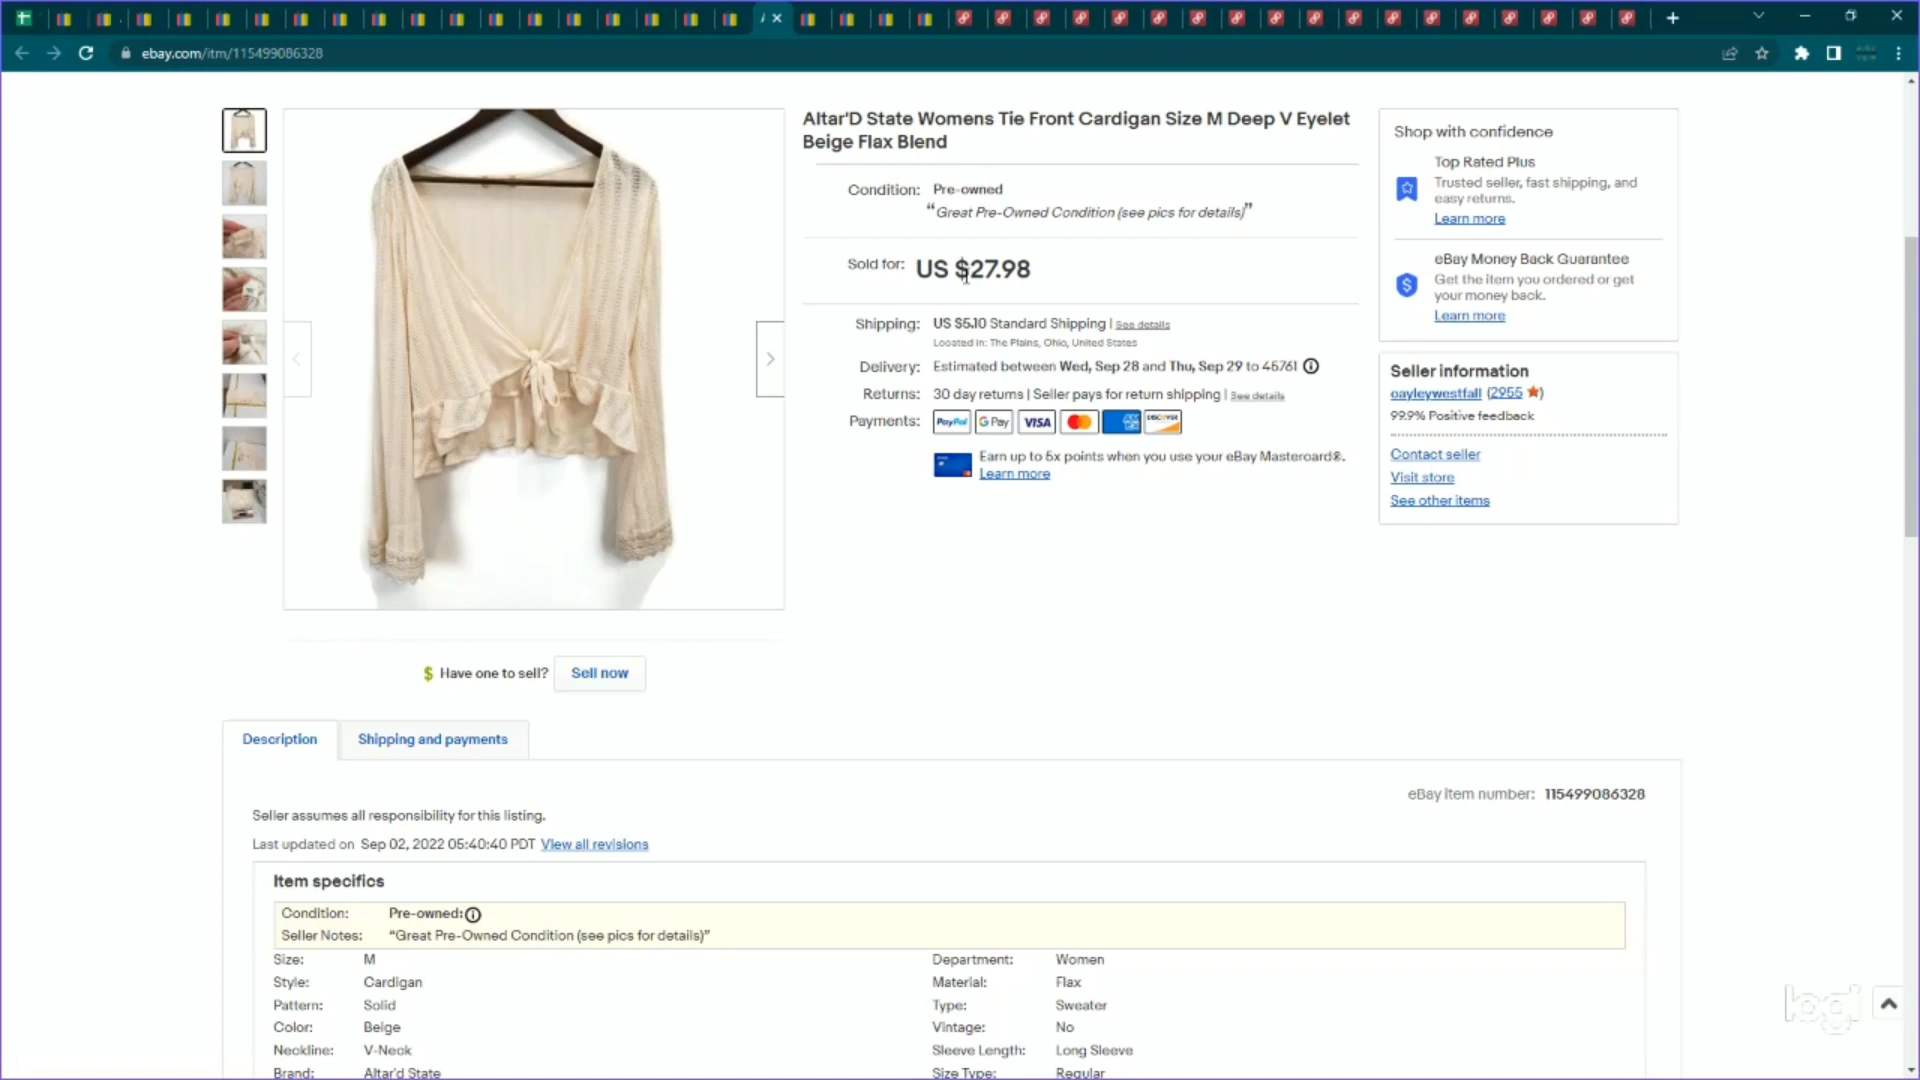 ebay.com/itm/115499086328
Altar'D State Womens Tie Front Cardigan Size M Deep V Eyelet
Beige Flax Blend
Condition: Pre-owned
"Great Pre-Owned Condition (see pics for details)"
Sold for: US $27.98
Shipping: US $5.10 Standard Shipping | See details
Located in: The Plains, Ohio, United States
Delivery: Estimated between Wed, Sep 28 and Thu, Sep 29 to 45761
Returns: 30 day returns | Seller pays for return shipping | See details
Payments: PayPal G Pay VISA DISCOVER
Earn up to 5x points when you use your eBay Mastercard®.
Learn more
Shop with confidence
Top Rated Plus
Trusted seller, fast shipping, and
easy returns.
Learn more
eBay Money Back Guarantee
Get the item you ordered or get
your money back.
Learn more
Seller information
cayleywestfall (2955)
99.9% Positive feedback
Contact seller
Visit store
See other items
$ Have one to sell? Sell now
Description Shipping and payments
eBay item number: 115499086328
Seller assumes all responsibility for this listing.
Last updated on Sep 02, 2022 05:40:40 PDT View all revisions
Item specifics
Condition: Pre-owned:
Seller Notes: "Great Pre-Owned Condition (see pics for details)"
Size: M Department: Women
Style: Cardigan Material: Flax
Pattern: Solid Type: Sweater
Color: Beige Vintage: No
Neckline: V-Neck Sleeve Length: Long Sleeve
Brand: Altar'd State Size Type: Regular
logi